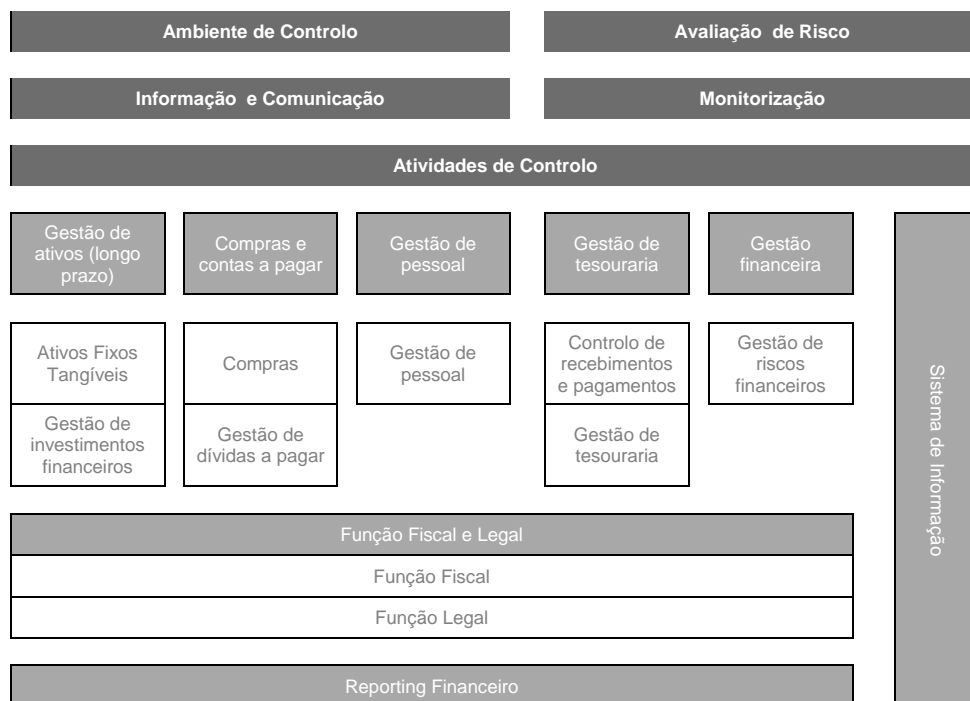 Ambiente de Controlo
Avaliação de Risco
Informação e Comunicação
Monitorização
Atividades de Controlo
Gestão de
ativos (longo
prazo)
Compras e
contas a pagar
Gestão de
pessoal
Gestão de
tesouraria
Gestão
financeira
Ativos Fixos
Tangíveis
Compras
Gestão de
pessoal
Controlo de
recebimentos
e pagamentos
Gestão de
riscos
financeiros
Gestão de
investimentos
financeiros
Gestão de
dívidas a pagar
Gestão de
tesouraria
Sistema de Informação
Função Fiscal e Legal
Função Fiscal
Função Legal
Reporting Financeiro